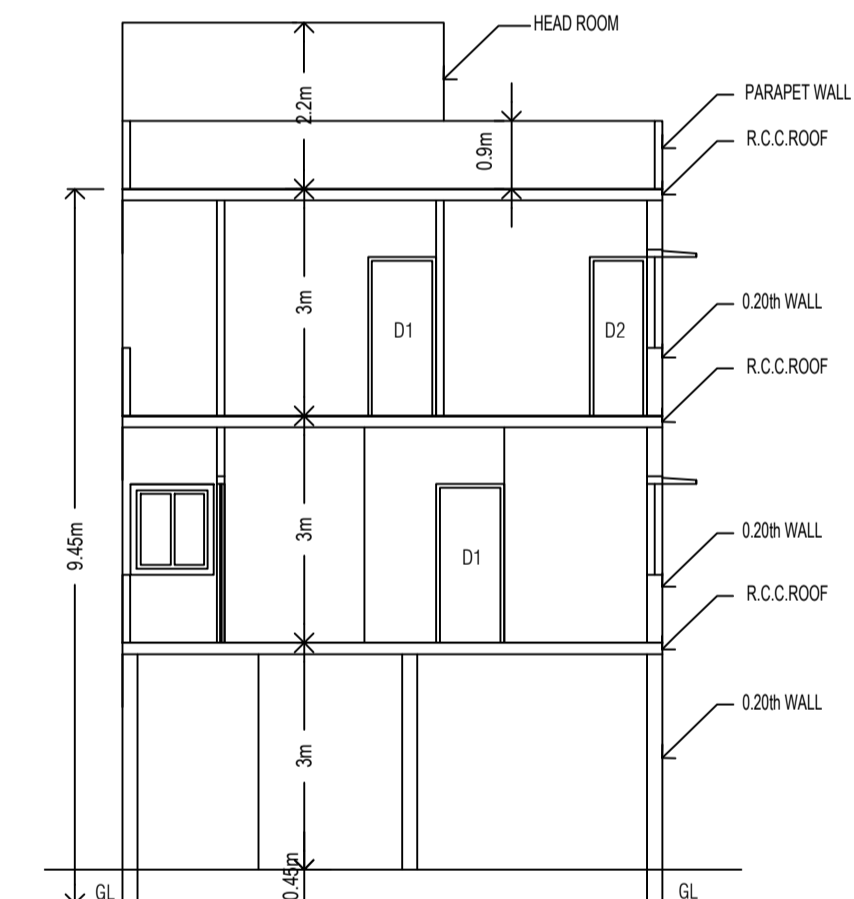 HEAD ROOM
2.2m
PARAPET WALL
R.C.C.ROOF
0.9m
3m
D1
D2
0.20th WALL
R.C.C.ROOF
9.45m
3m
D1
0.20th WALL
R.C.C.ROOF
0.20th WALL
3m
0.45m
GL
GL